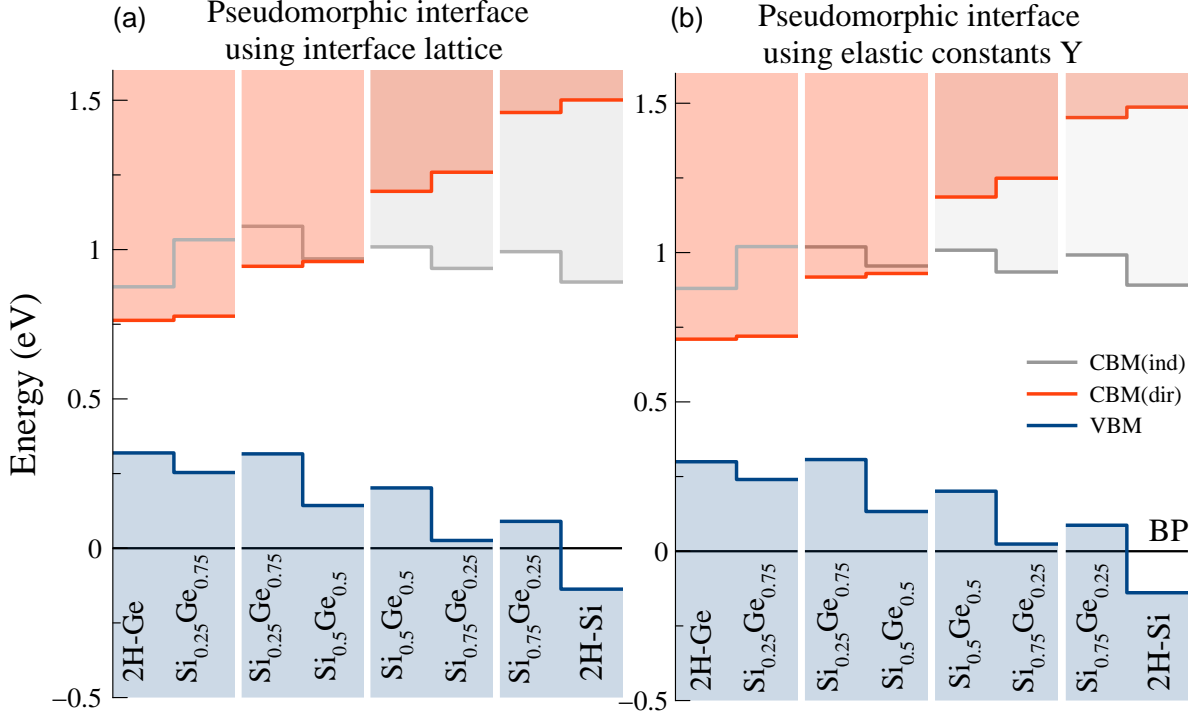 (a)
Pseudomorphic interface
using interface lattice
(b)
Pseudomorphic interface
using elastic constants Y
Energy (eV)
1.5
1
0.5
0
−0.5
2H-Ge
Si0.25Ge0.75
Si0.25Ge0.75
Si0.5Ge0.5
Si0.5Ge0.5
Si0.75Ge0.25
Si0.75Ge0.25
2H-Si
1.5
1
0.5
0
−0.5
CBM(ind)
CBM(dir)
VBM
BP
2H-Ge
Si0.25Ge0.75
Si0.25Ge0.75
Si0.5Ge0.5
Si0.5Ge0.5
Si0.75Ge0.25
Si0.75Ge0.25
2H-Si